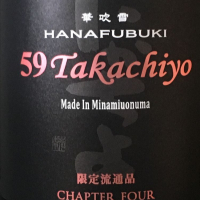 華吹雪
HANAFUBUKI
59 Takachiyo
Made In Minamiuonuma
限定流通品
CHAPTER FOUR